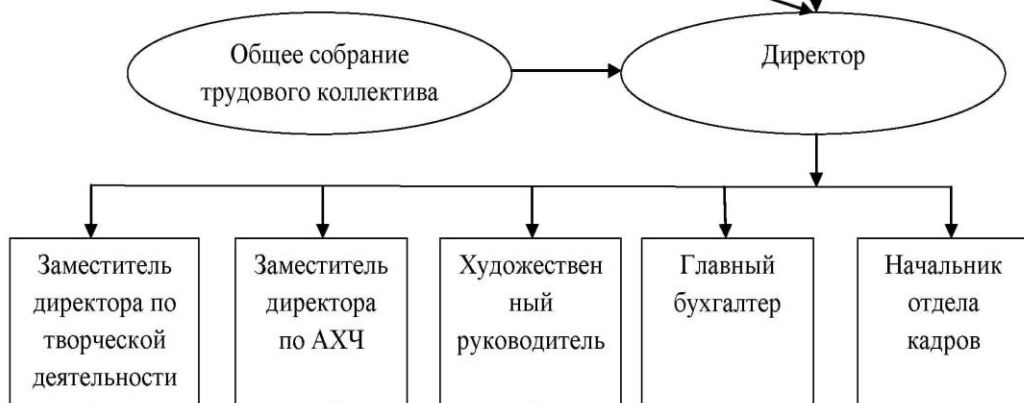 Общее собрание
трудового коллектива
Директор
Заместитель
директора по
творческой
деятельности
Заместитель
директора
по АХЧ
Художествен
ный
руководитель
Главный
бухгалтер
Начальник
отдела
кадров